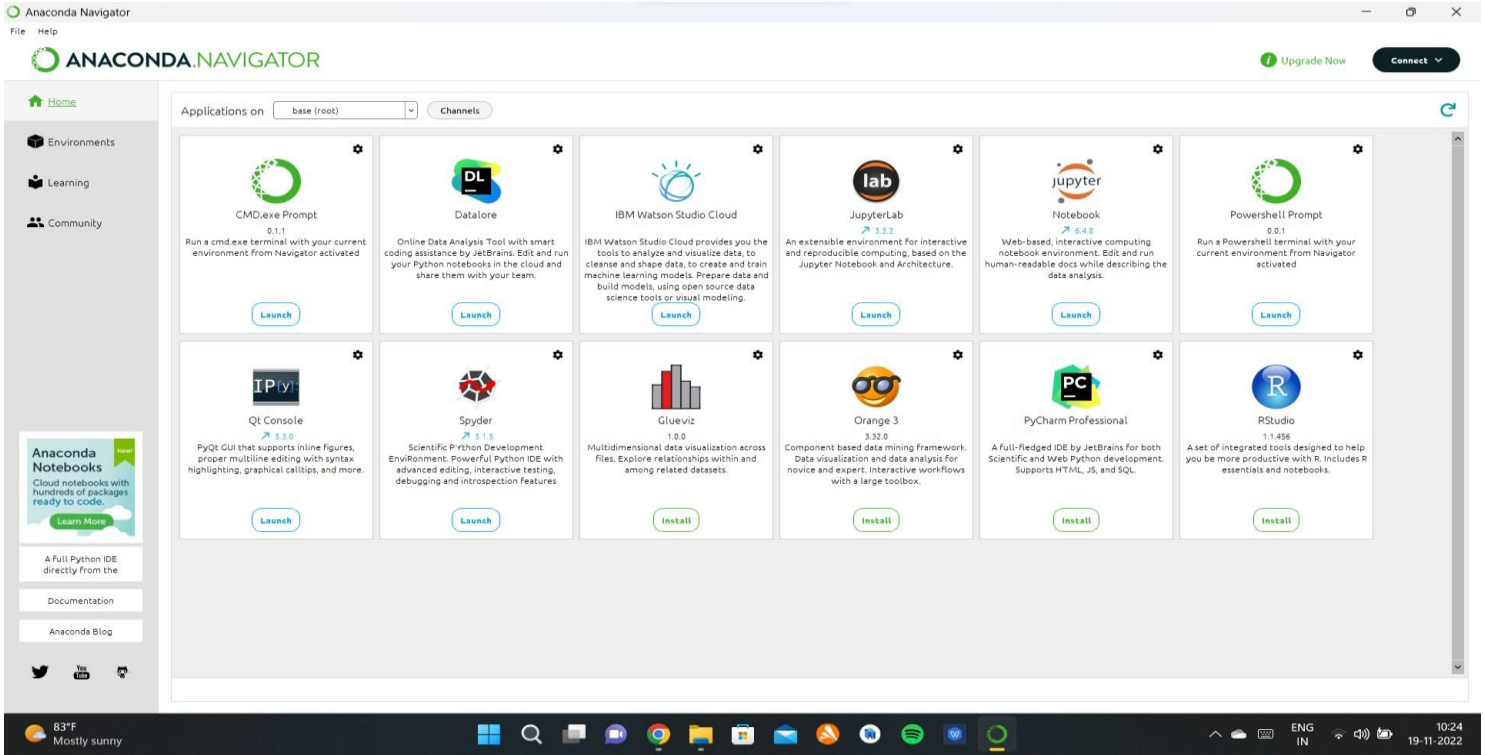 Anaconda Navigator
File Help
ANACONDA.NAVIGATOR
Upgrade Now
Connect
Home
Environments
Learning
Community
Applications on base (root) Channels
CMD.exe Prompt
0.1.1
Run a cmd.exe terminal with your current
environment from Navigator activated
Launch
DL
Datalore
Online Data Analysis Tool with smart
coding assistance by JetBrains. Edit and run
your Python notebooks in the cloud and
share them with your team.
Launch
IBM Watson Studio Cloud
IBM Watson Studio Cloud provides you the
tools to analyze and visualize data, to
cleanse and shape data, to create and train
machine learning models. Prepare data and
build models, using open source data
science tools or visual modeling.
Launch
lab
JupyterLab
3.3.2
An extensible environment for interactive
and reproducible computing, based on the
Jupyter Notebook and Architecture.
Launch
jupyter
Notebook
6.4.8
Web-based, interactive computing
notebook environment. Edit and run
human-readable docs while describing the
data analysis.
Launch
Powershell Prompt
0.0.1
Run a Powershell terminal with your
current environment from Navigator
activated
Launch
IP[y]:
Qt Console
5.3.0
PyQt GUI that supports inline figures,
proper multiline editing with syntax
highlighting, graphical calltips, and more.
Launch
Spyder
5.1.5
Scientific PYthon Development
EnviRonment. Powerful Python IDE with
advanced editing, interactive testing,
debugging and introspection features
Launch
Glueviz
1.0.0
Multidimensional data visualization across
files. Explore relationships within and
among related datasets.
Install
Orange 3
3.32.0
Component based data mining framework.
Data visualization and data analysis for
novice and expert. Interactive workflows
with a large toolbox.
Install
PC
PyCharm Professional
A full-fledged IDE by JetBrains for both
Scientific and Web Python development.
Supports HTML, JS, and SQL.
Install
R
RStudio
1.1.456
A set of integrated tools designed to help
you be more productive with R. Includes R
essentials and notebooks.
Install
New!
Anaconda
Notebooks
Cloud notebooks with
hundreds of packages
ready to code.
Learn More
A Full Python IDE
directly from the
Documentation
Anaconda Blog
You
Tube
83°F
Mostly sunny
ENG
IN
10:24
19-11-2022